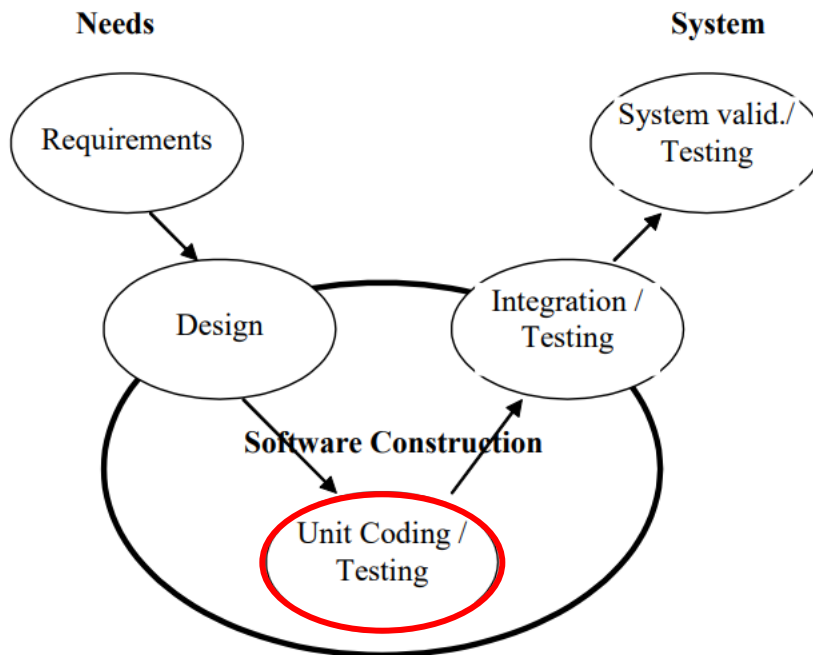 Needs
System
Requirements
System valid./
Testing
Design
Integration /
Testing
Software Construction
Unit Coding /
Testing